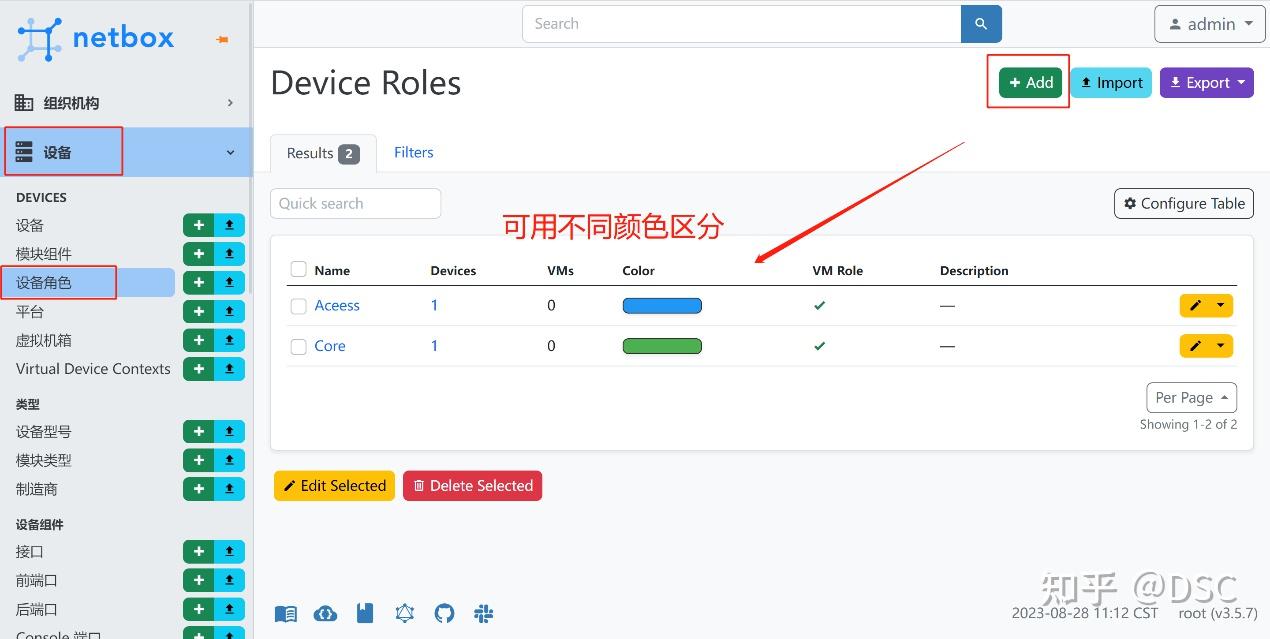 netbox
Search
admin
组织机构
设备
DEVICES
设备
模块组件
设备角色
平台
虚拟机箱
Virtual Device Contexts
类型
设备型号
模块类型
制造商
设备组件
接口
前端口
后端口
Console 端口
Device Roles
Add
Import
Export
Results 2
Filters
Quick search
可用不同颜色区分
Configure Table
Name Devices VMs Color VM Role Description
Aceess 1 0 —
Core 1 0 —
Per Page
Showing 1-2 of 2
Edit Selected
Delete Selected
知乎 @DSC
2023-08-28 11:12 CST root (v3.5.7)